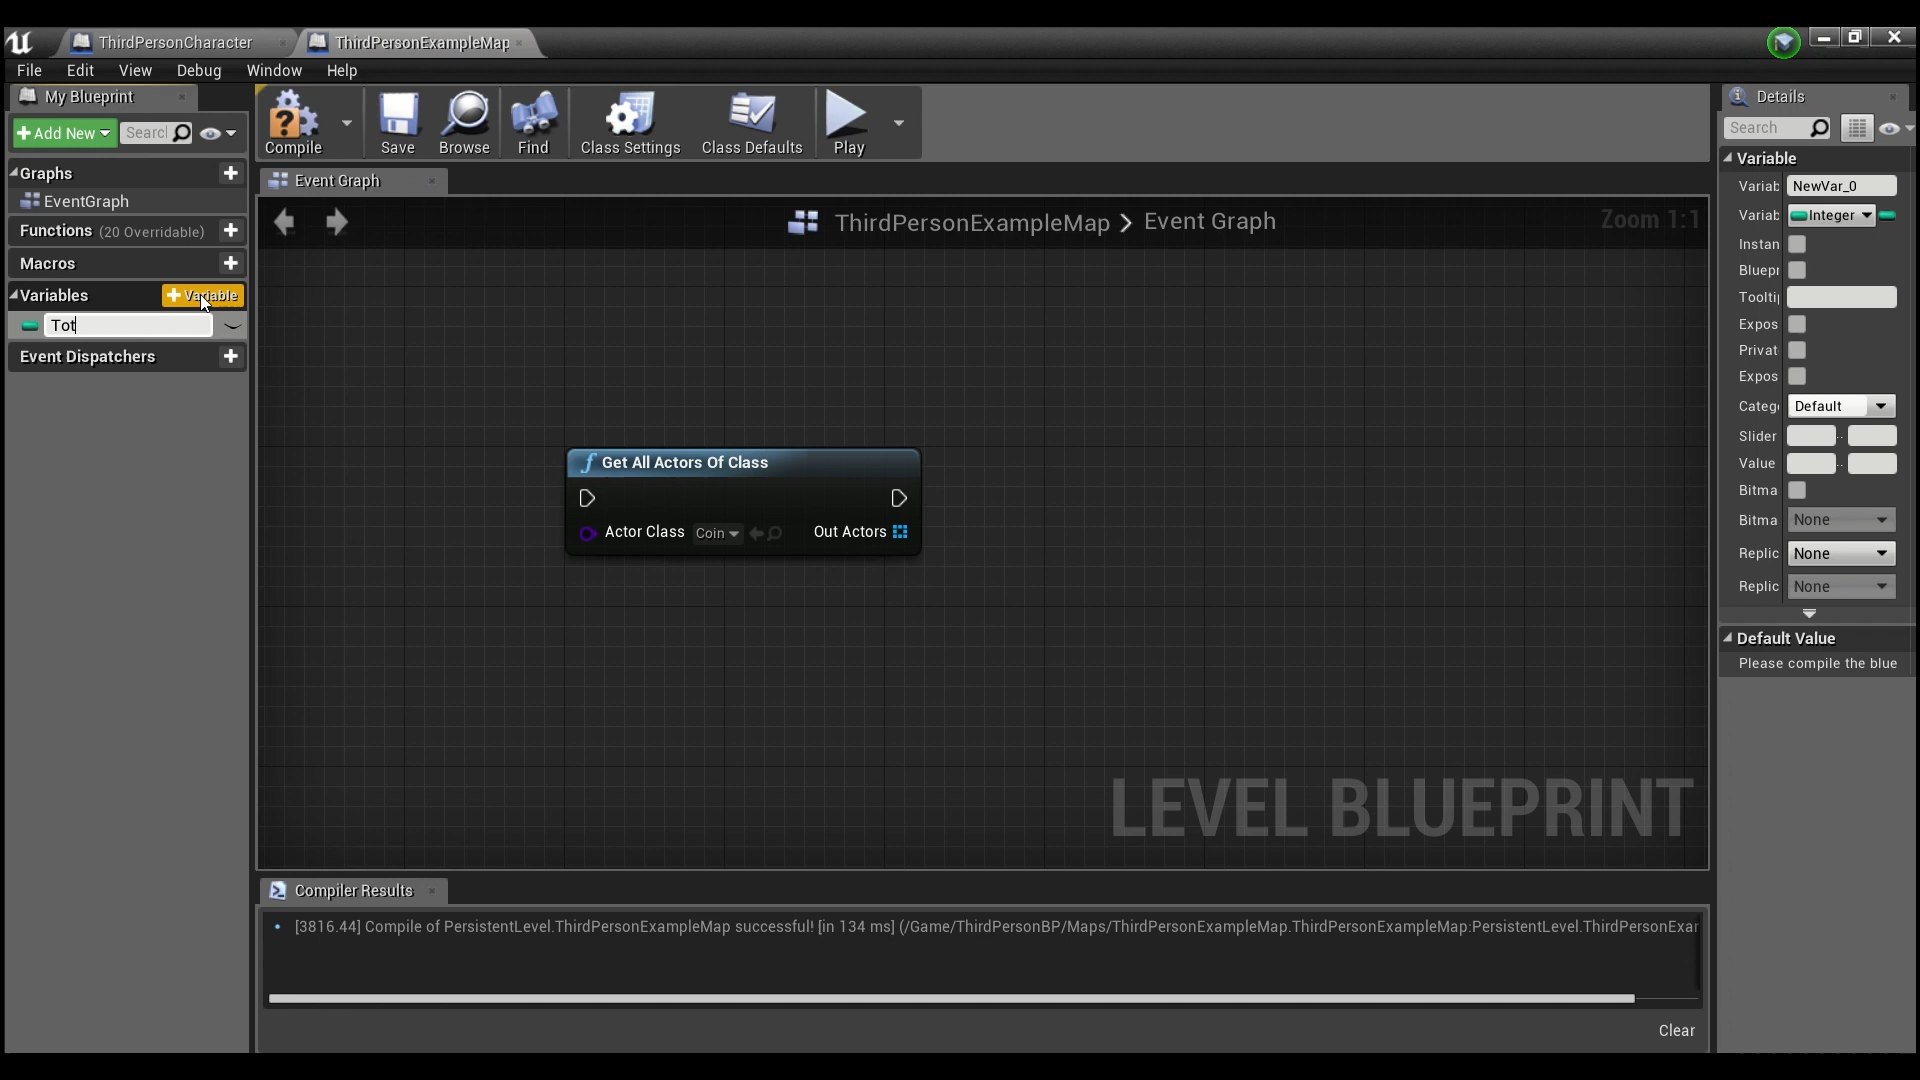 ThirdPersonCharacter
ThirdPersonExampleMap
File Edit View Debug Window Help
My Blueprint
Add New
Search
Graphs
EventGraph
Functions (20 Overridable)
Macros
Variables
Variable
Tot
Event Dispatchers
Compile
Save
Browse
Find
Class Settings
Class Defaults
Play
Event Graph
ThirdPersonExampleMap > Event Graph
Zoom 1:1
Get All Actors Of Class
Actor Class Coin Out Actors
LEVEL BLUEPRINT
Compiler Results
[3816.44] Compile of PersistentLevel.ThirdPersonExampleMap successful! [in 134 ms] (/Game/ThirdPersonBP/Maps/ThirdPersonExampleMap.ThirdPersonExampleMap:PersistentLevel.ThirdPersonExar
Clear
Details
Search
Variable
Variab NewVar_0
Variab Integer
Instan
Bluepr
Tooltip
Expos
Privat
Expos
Categ Default
Slider ..
Value ..
Bitma
Bitma None
Replic None
Replic None
Default Value
Please compile the blue